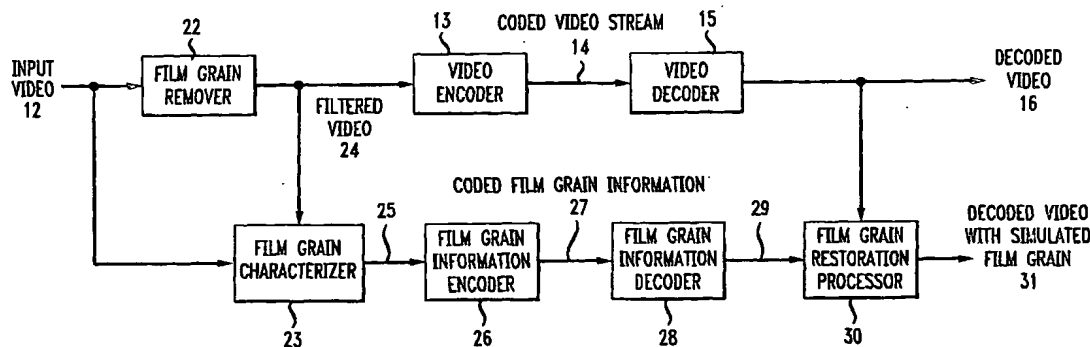 22
FILM GRAIN
REMOVER
INPUT
VIDEO
12
FILTERED
VIDEO
24
13
VIDEO
ENCODER
CODED VIDEO STREAM
14
15
VIDEO
DECODER
DECODED
VIDEO
16
CODED FILM GRAIN INFORMATION
FILM GRAIN
CHARACTERIZER
23
25
FILM GRAIN
INFORMATION
ENCODER
26
27
FILM GRAIN
INFORMATION
DECODER
28
29
FILM GRAIN
RESTORATION
PROCESSOR
30
DECODED VIDEO
WITH SIMULATED
FILM GRAIN
31